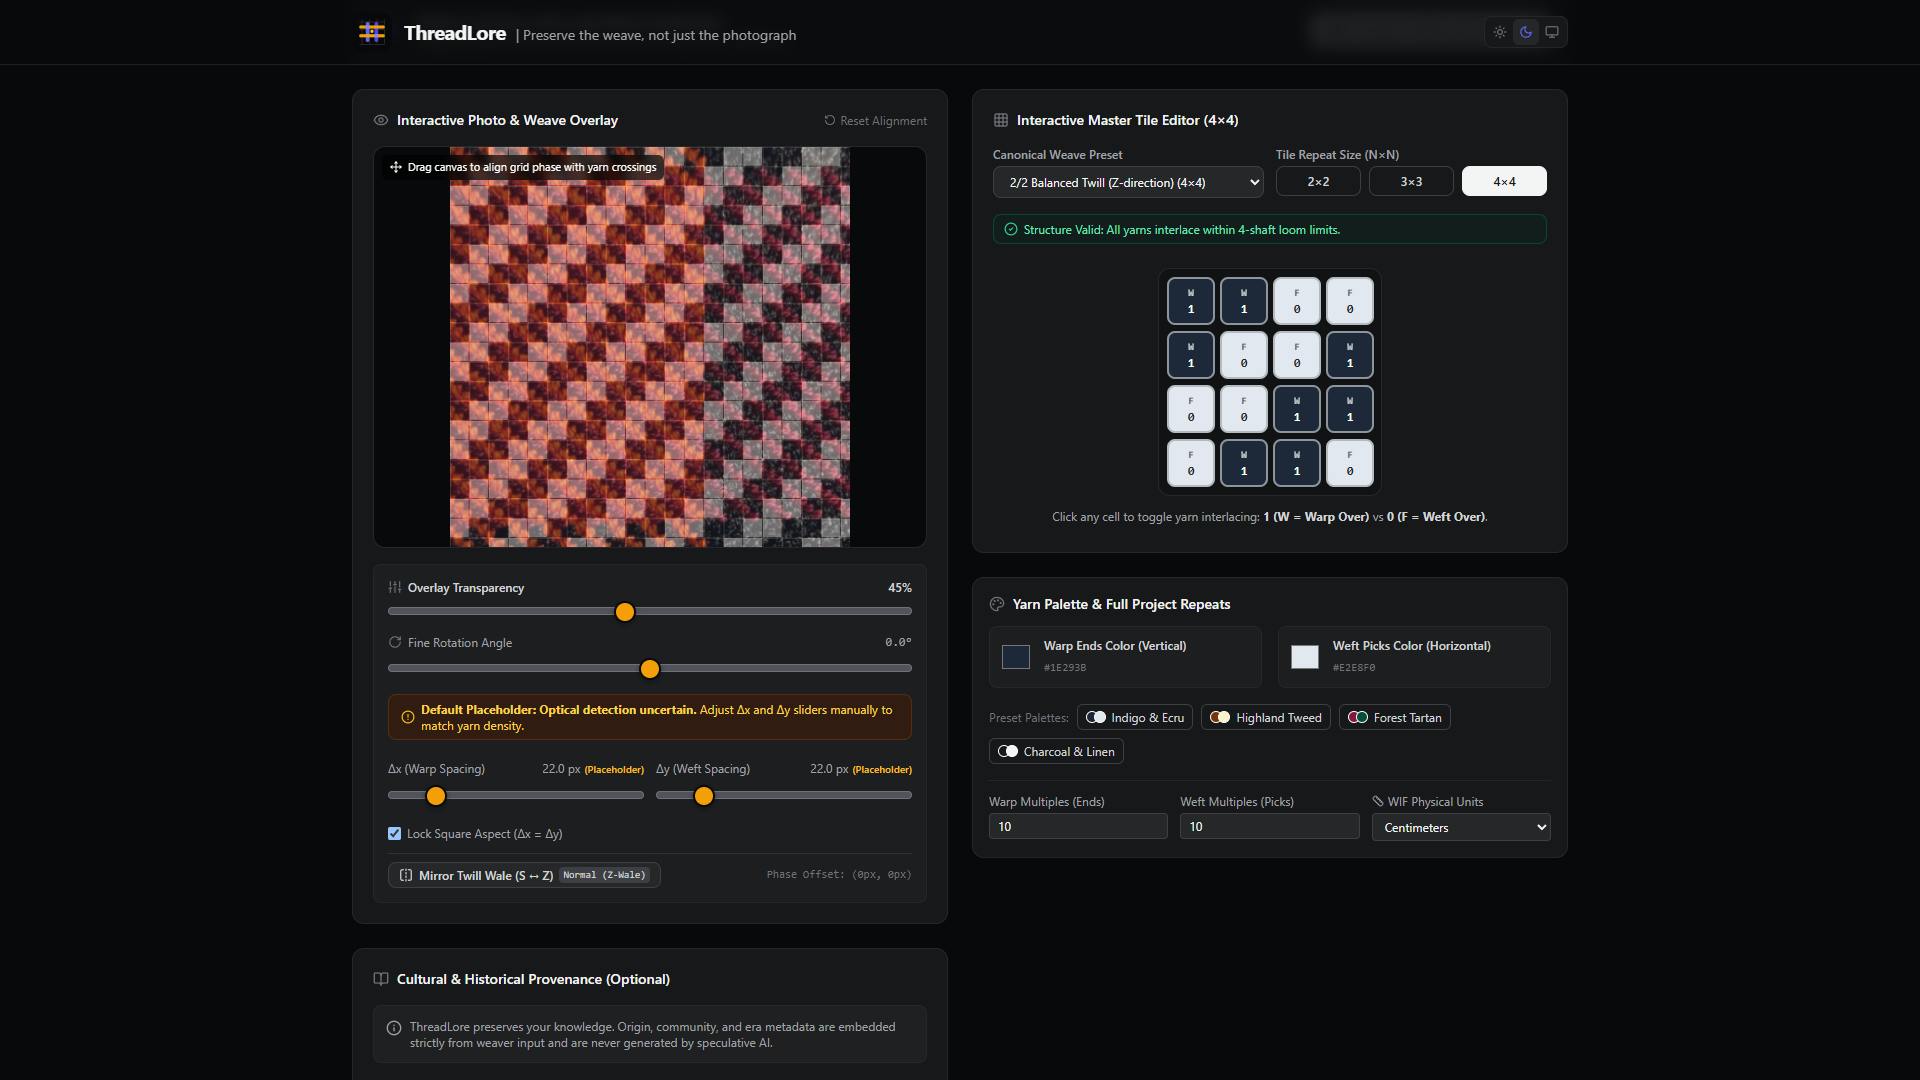 ThreadLore | Preserve the weave, not just the photograph
Interactive Photo & Weave Overlay
Reset Alignment
Drag canvas to align grid phase with yarn crossings
Overlay Transparency 45%
Fine Rotation Angle 0.0°
Default Placeholder: Optical detection uncertain. Adjust Δx and Δy sliders manually to
match yarn density.
Δx (Warp Spacing) 22.0 px (Placeholder) Δy (Weft Spacing) 22.0 px (Placeholder)
Lock Square Aspect (Δx = Δy)
Mirror Twill Wale (S ↔ Z) Normal (Z-Wale) Phase Offset: (0px, 0px)
Cultural & Historical Provenance (Optional)
ThreadLore preserves your knowledge. Origin, community, and era metadata are embedded
strictly from weaver input and are never generated by speculative AI.
Interactive Master Tile Editor (4×4)
Canonical Weave Preset Tile Repeat Size (N×N)
2/2 Balanced Twill (Z-direction) (4×4) 2×2 3×3 4×4
Structure Valid: All yarns interlace within 4-shaft loom limits.
W W F F
1 1 0 0
W F F W
1 0 0 1
F F W W
0 0 1 1
F W W F
0 1 1 0
Click any cell to toggle yarn interlacing: 1 (W = Warp Over) vs 0 (F = Weft Over).
Yarn Palette & Full Project Repeats
Warp Ends Color (Vertical) Weft Picks Color (Horizontal)
#1E293B #E2E8F0
Preset Palettes: Indigo & Ecru Highland Tweed Forest Tartan
Charcoal & Linen
Warp Multiples (Ends) Weft Multiples (Picks) WIF Physical Units
10 10 Centimeters